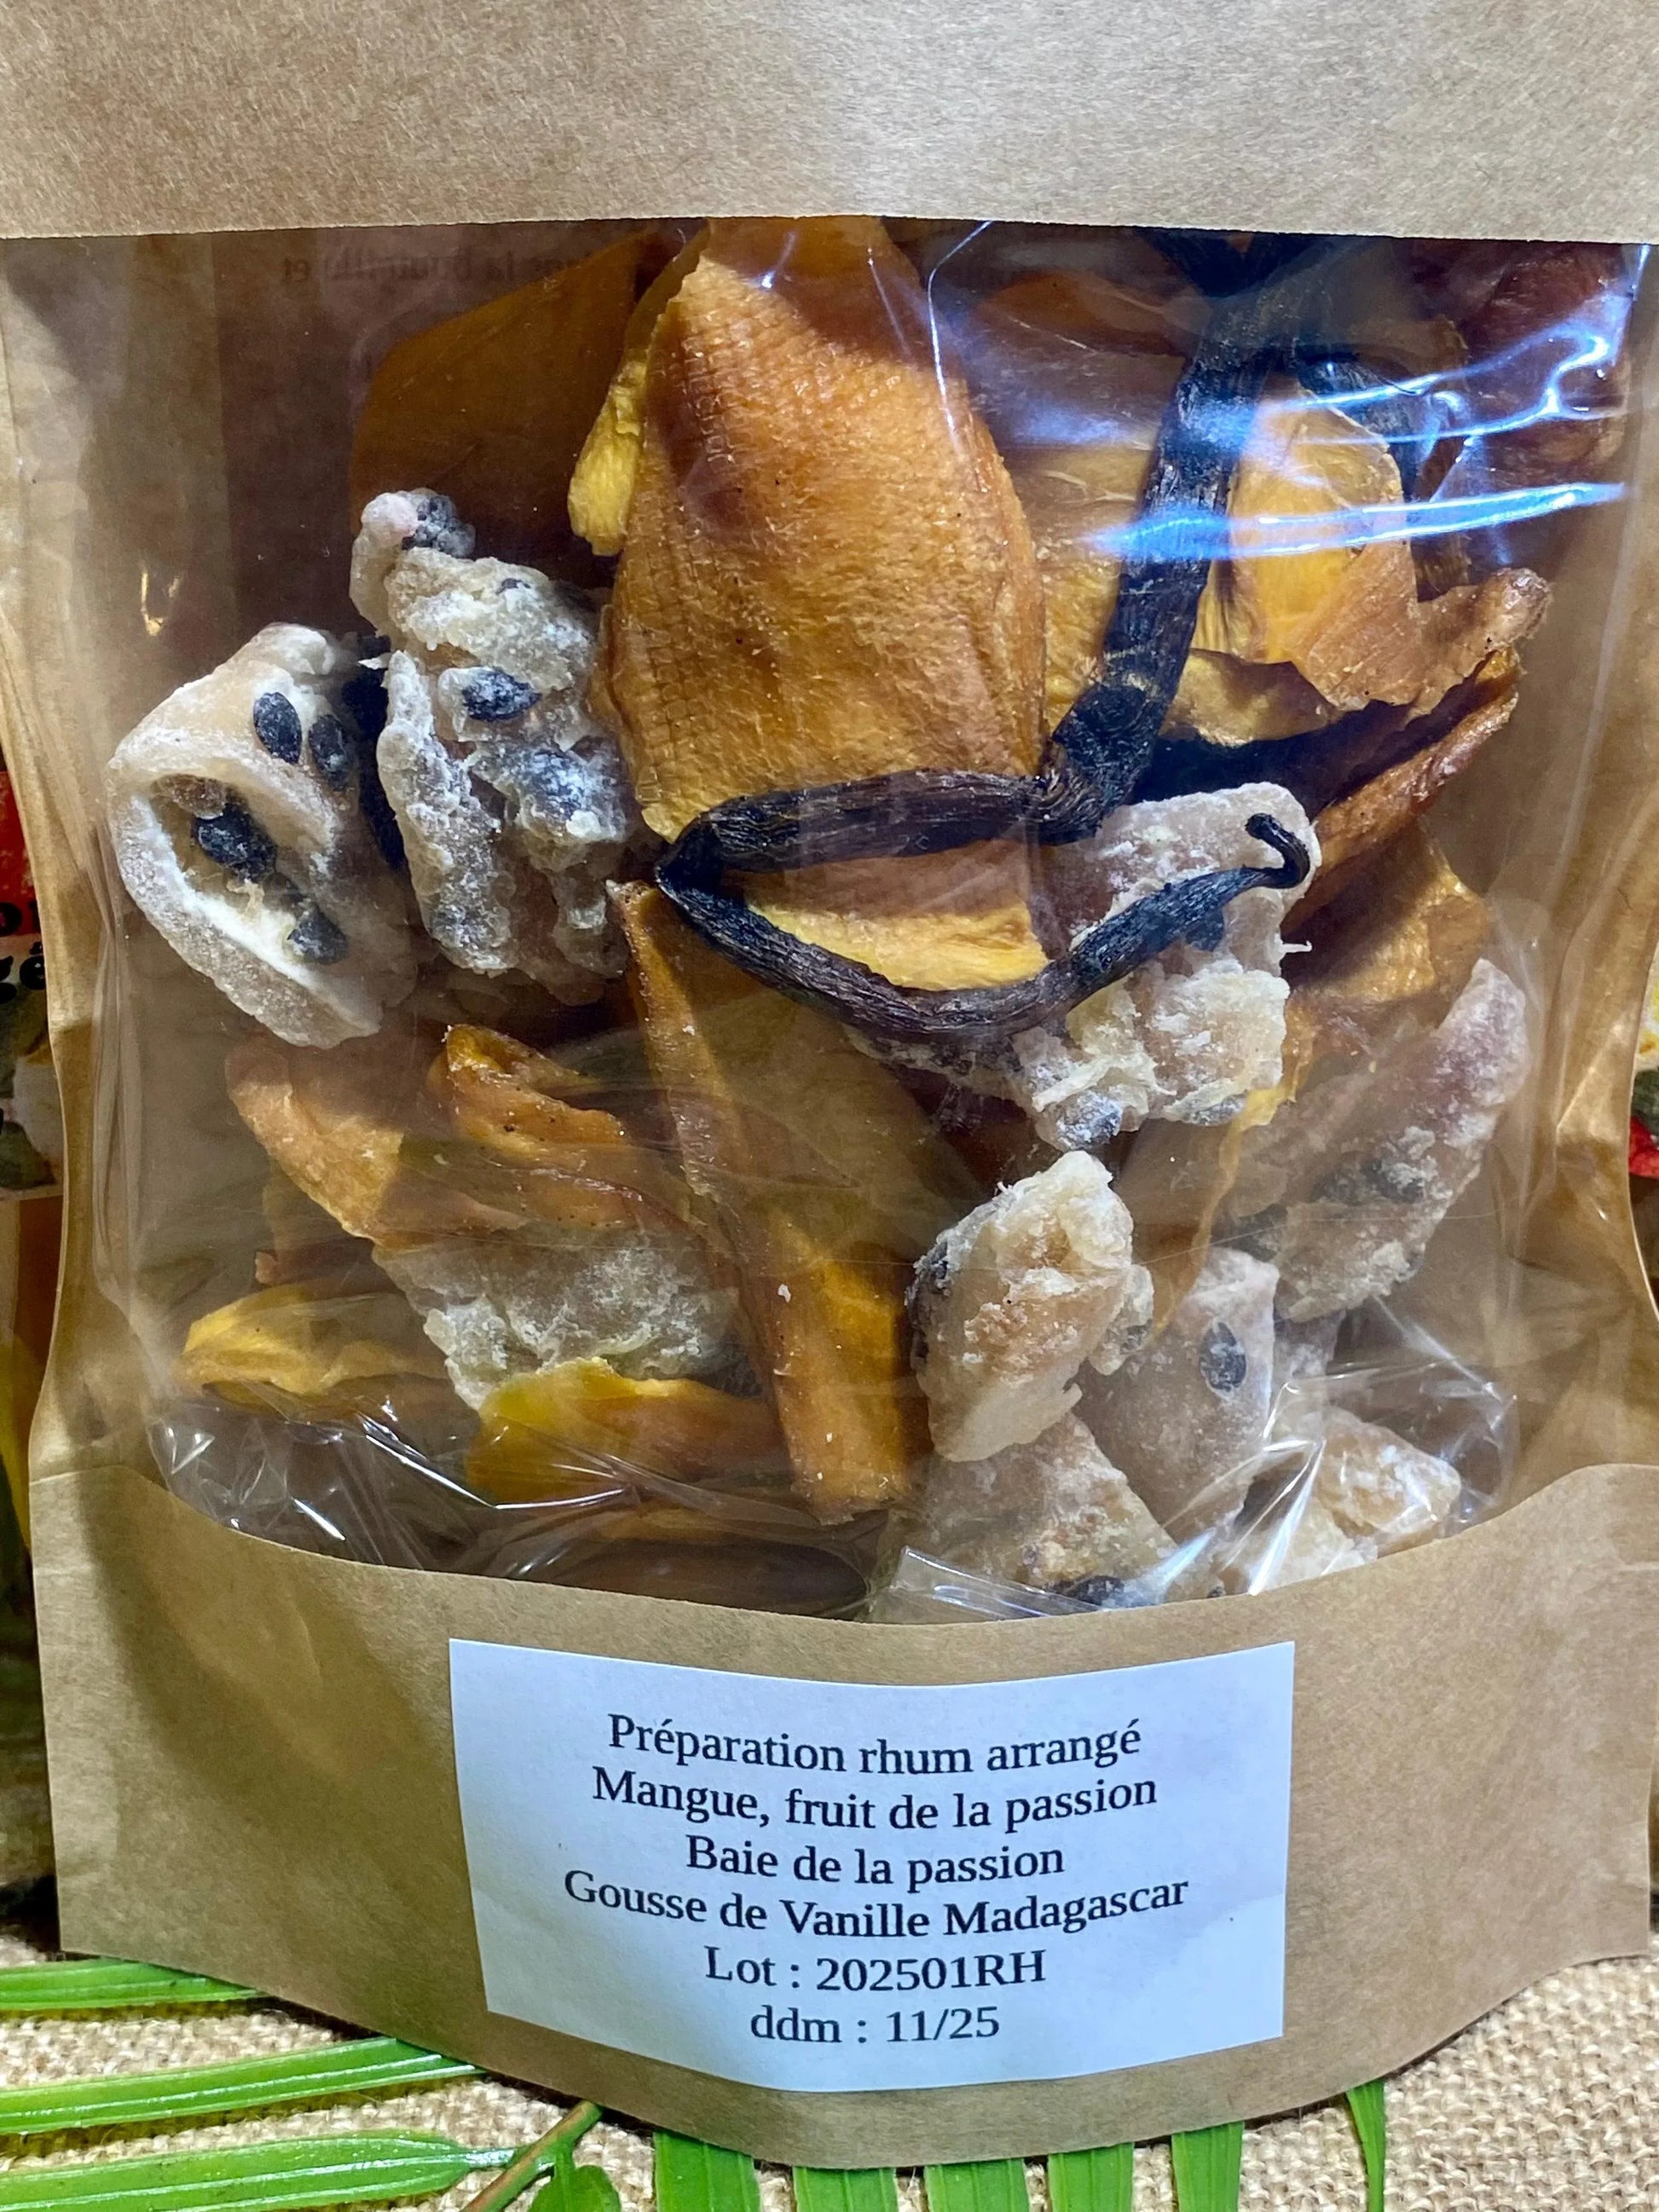 Préparation rhum arrangé
Mangue, fruit de la passion
Baie de la passion
Gousse de Vanille Madagascar
Lot : 202501RH
ddm : 11/25